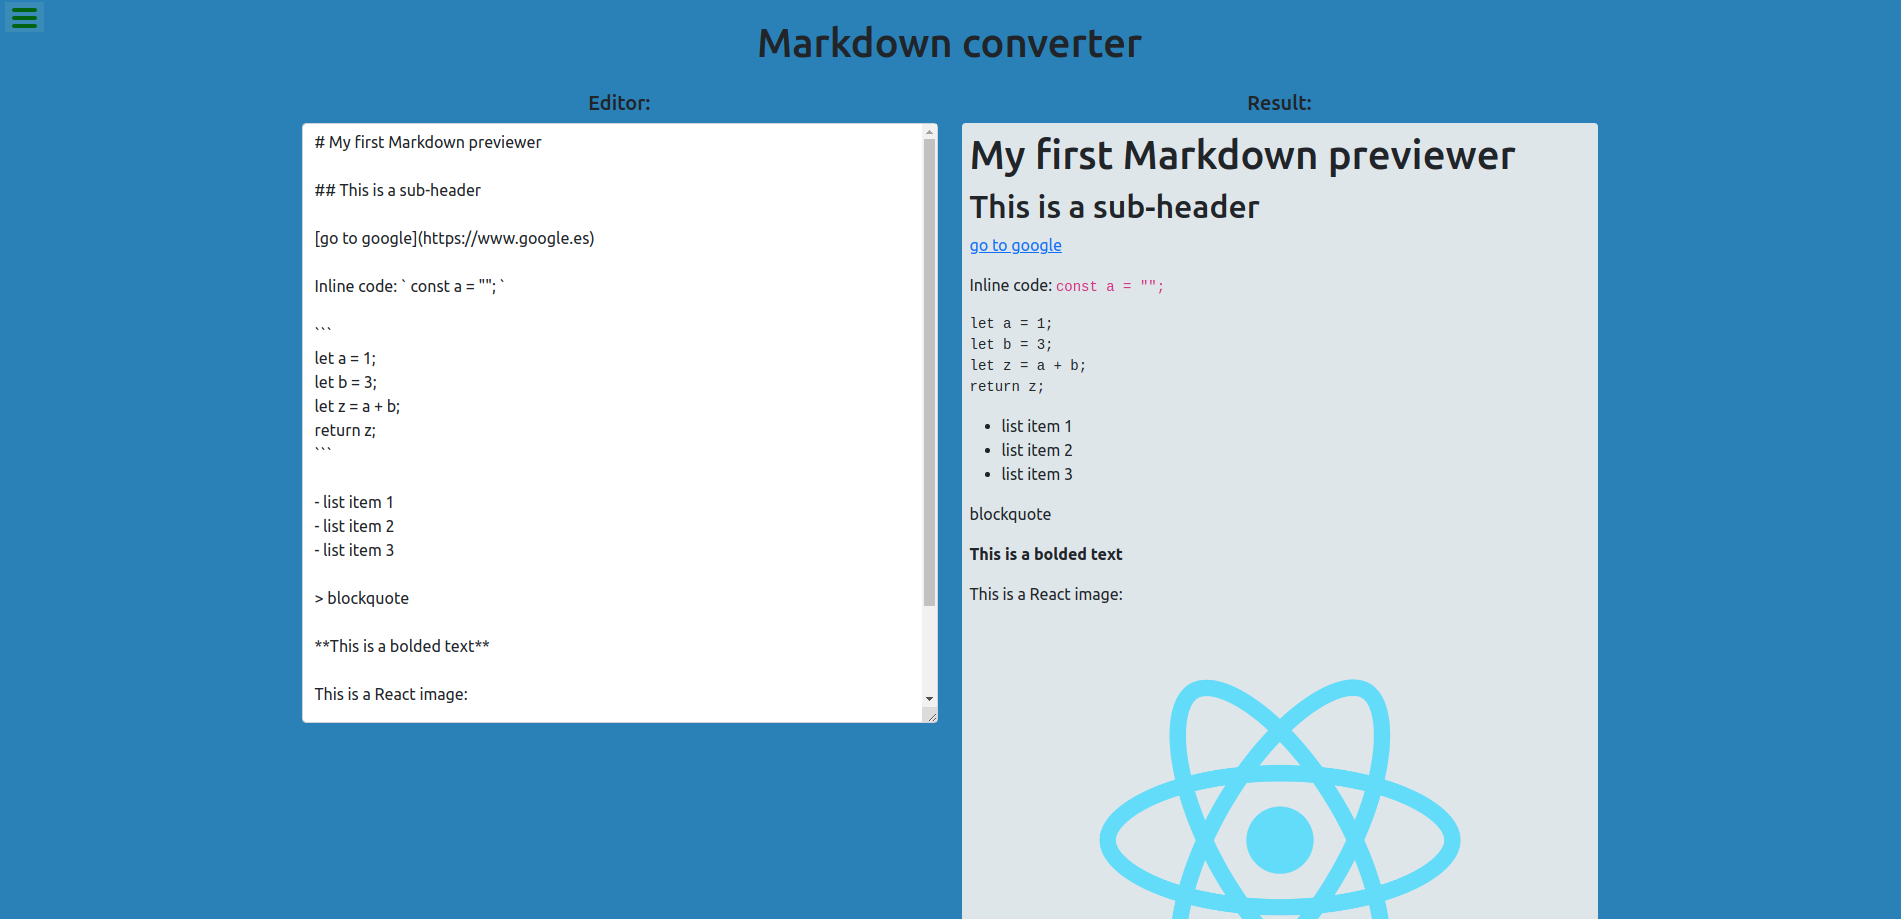 Markdown converter
Editor:
# My first Markdown previewer
## This is a sub-header
[go to google](https://www.google.es)
Inline code: ` const a = ""; `
```
let a = 1;
let b = 3;
let z = a + b;
return z;
```
- list item 1
- list item 2
- list item 3
> blockquote
**This is a bolded text**
This is a React image:
Result:
My first Markdown previewer
This is a sub-header
go to google
Inline code: const a = "";
let a = 1;
let b = 3;
let z = a + b;
return z;
• list item 1
• list item 2
• list item 3
blockquote
This is a bolded text
This is a React image: